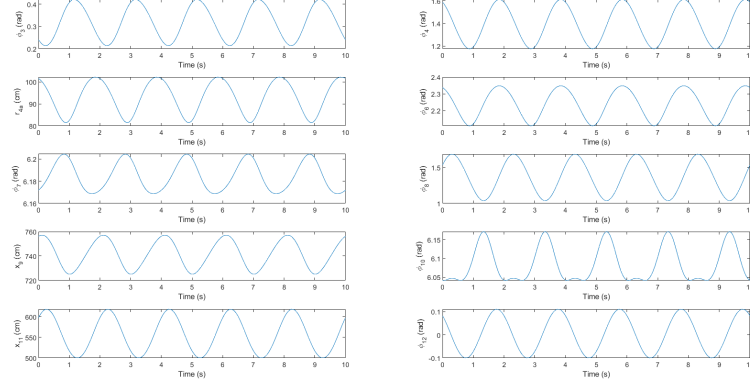 0.4
0.3
0.2
ϕ3 (rad)
0 1 2 3 4 5 6 7 8 9 10
Time (s)
1.6
1.4
1.2
ϕ4 (rad)
0 1 2 3 4 5 6 7 8 9 10
Time (s)
100
90
80
r4a (cm)
0 1 2 3 4 5 6 7 8 9 10
Time (s)
2.4
2.3
2.2
ϕ6 (rad)
0 1 2 3 4 5 6 7 8 9 10
Time (s)
6.2
6.18
6.16
ϕ7 (rad)
0 1 2 3 4 5 6 7 8 9 10
Time (s)
1.5
1
ϕ8 (rad)
0 1 2 3 4 5 6 7 8 9 10
Time (s)
760
740
720
x9 (cm)
0 1 2 3 4 5 6 7 8 9 10
Time (s)
6.15
6.1
6.05
ϕ10 (rad)
0 1 2 3 4 5 6 7 8 9 10
Time (s)
600
550
500
x11 (cm)
0 1 2 3 4 5 6 7 8 9 10
Time (s)
0.1
0
-0.1
ϕ12 (rad)
0 1 2 3 4 5 6 7 8 9 10
Time (s)